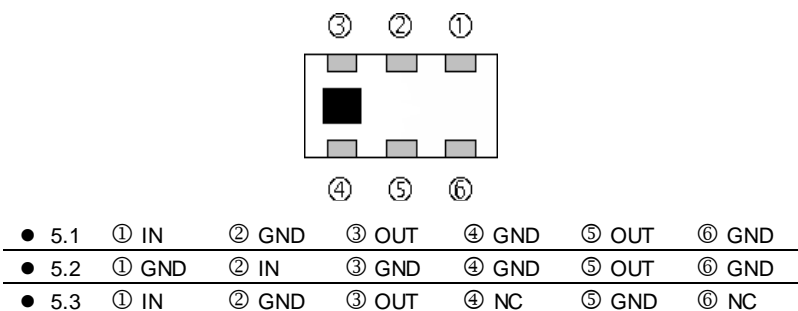 ③ ② ①
④ ⑤ ⑥
● 5.1 ① IN ② GND ③ OUT ④ GND ⑤ OUT ⑥ GND
● 5.2 ① GND ② IN ③ GND ④ GND ⑤ OUT ⑥ GND
● 5.3 ① IN ② GND ③ OUT ④ NC ⑤ GND ⑥ NC